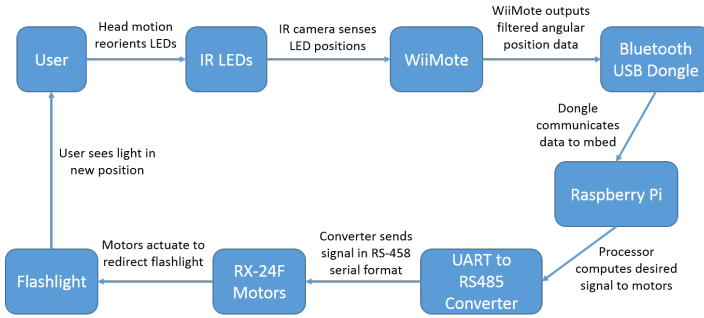 Head motion
reorients LEDs
IR camera senses
LED positions
WiiMote outputs
filtered angular
position data
User
IR LEDs
WiiMote
Bluetooth
USB Dongle
Dongle
communicates
data to mbed
User sees light in
new position
Raspberry Pi
Motors actuate to
redirect flashlight
Converter sends
signal in RS-458
serial format
Processor
computes desired
signal to motors
Flashlight
RX-24F
Motors
UART to
RS485
Converter